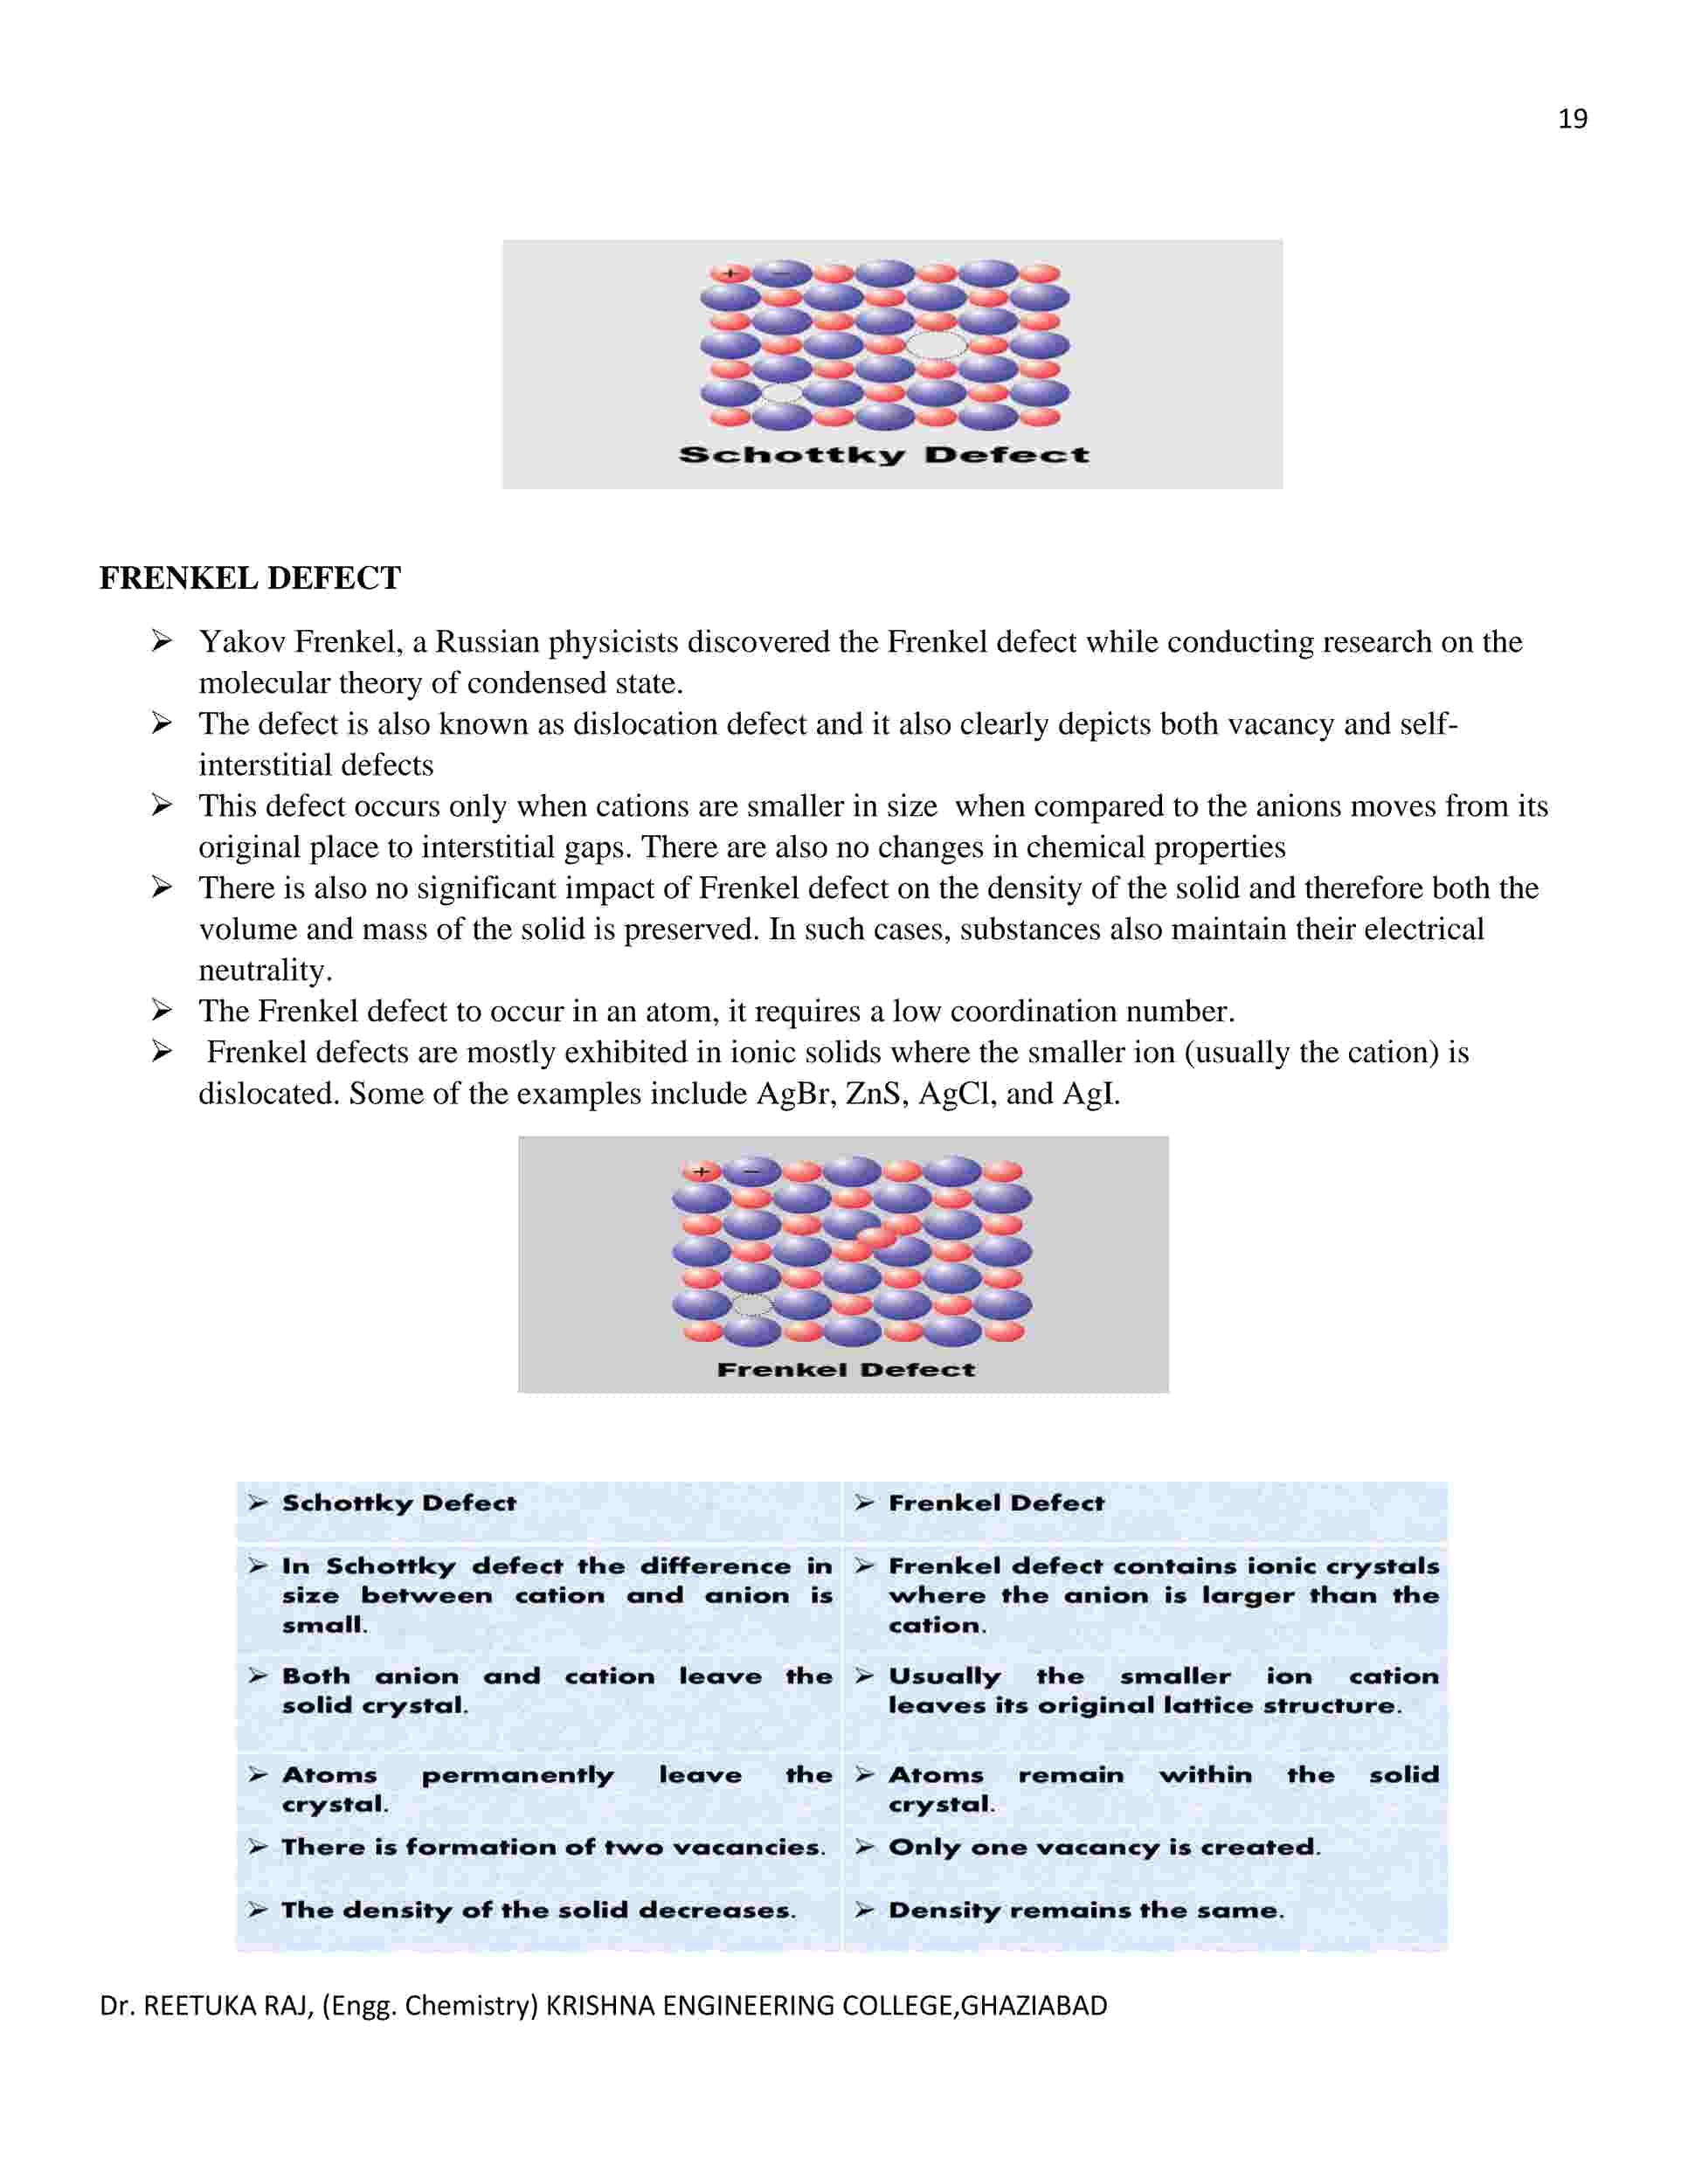 19
+ −
Schottky Defect
FRENKEL DEFECT
➢ Yakov Frenkel, a Russian physicists discovered the Frenkel defect while conducting research on the
molecular theory of condensed state.
➢ The defect is also known as dislocation defect and it also clearly depicts both vacancy and self-
interstitial defects
➢ This defect occurs only when cations are smaller in size  when compared to the anions moves from its
original place to interstitial gaps. There are also no changes in chemical properties
➢ There is also no significant impact of Frenkel defect on the density of the solid and therefore both the
volume and mass of the solid is preserved. In such cases, substances also maintain their electrical
neutrality.
➢ The Frenkel defect to occur in an atom, it requires a low coordination number.
➢ Frenkel defects are mostly exhibited in ionic solids where the smaller ion (usually the cation) is
dislocated. Some of the examples include AgBr, ZnS, AgCl, and AgI.
+ −
Frenkel Defect
➢ Schottky Defect
➢ Frenkel Defect
➢ In Schottky defect the difference in
size between cation and anion is
small.
➢ Frenkel defect contains ionic crystals
where the anion is larger than the
cation.
➢ Both anion and cation leave the
solid crystal.
➢ Usually the smaller ion cation
leaves its original lattice structure.
➢ Atoms permanently leave the
crystal.
➢ Atoms remain within the solid
crystal.
➢ There is formation of two vacancies.
➢ Only one vacancy is created.
➢ The density of the solid decreases.
➢ Density remains the same.
Dr. REETUKA RAJ, (Engg. Chemistry) KRISHNA ENGINEERING COLLEGE,GHAZIABAD